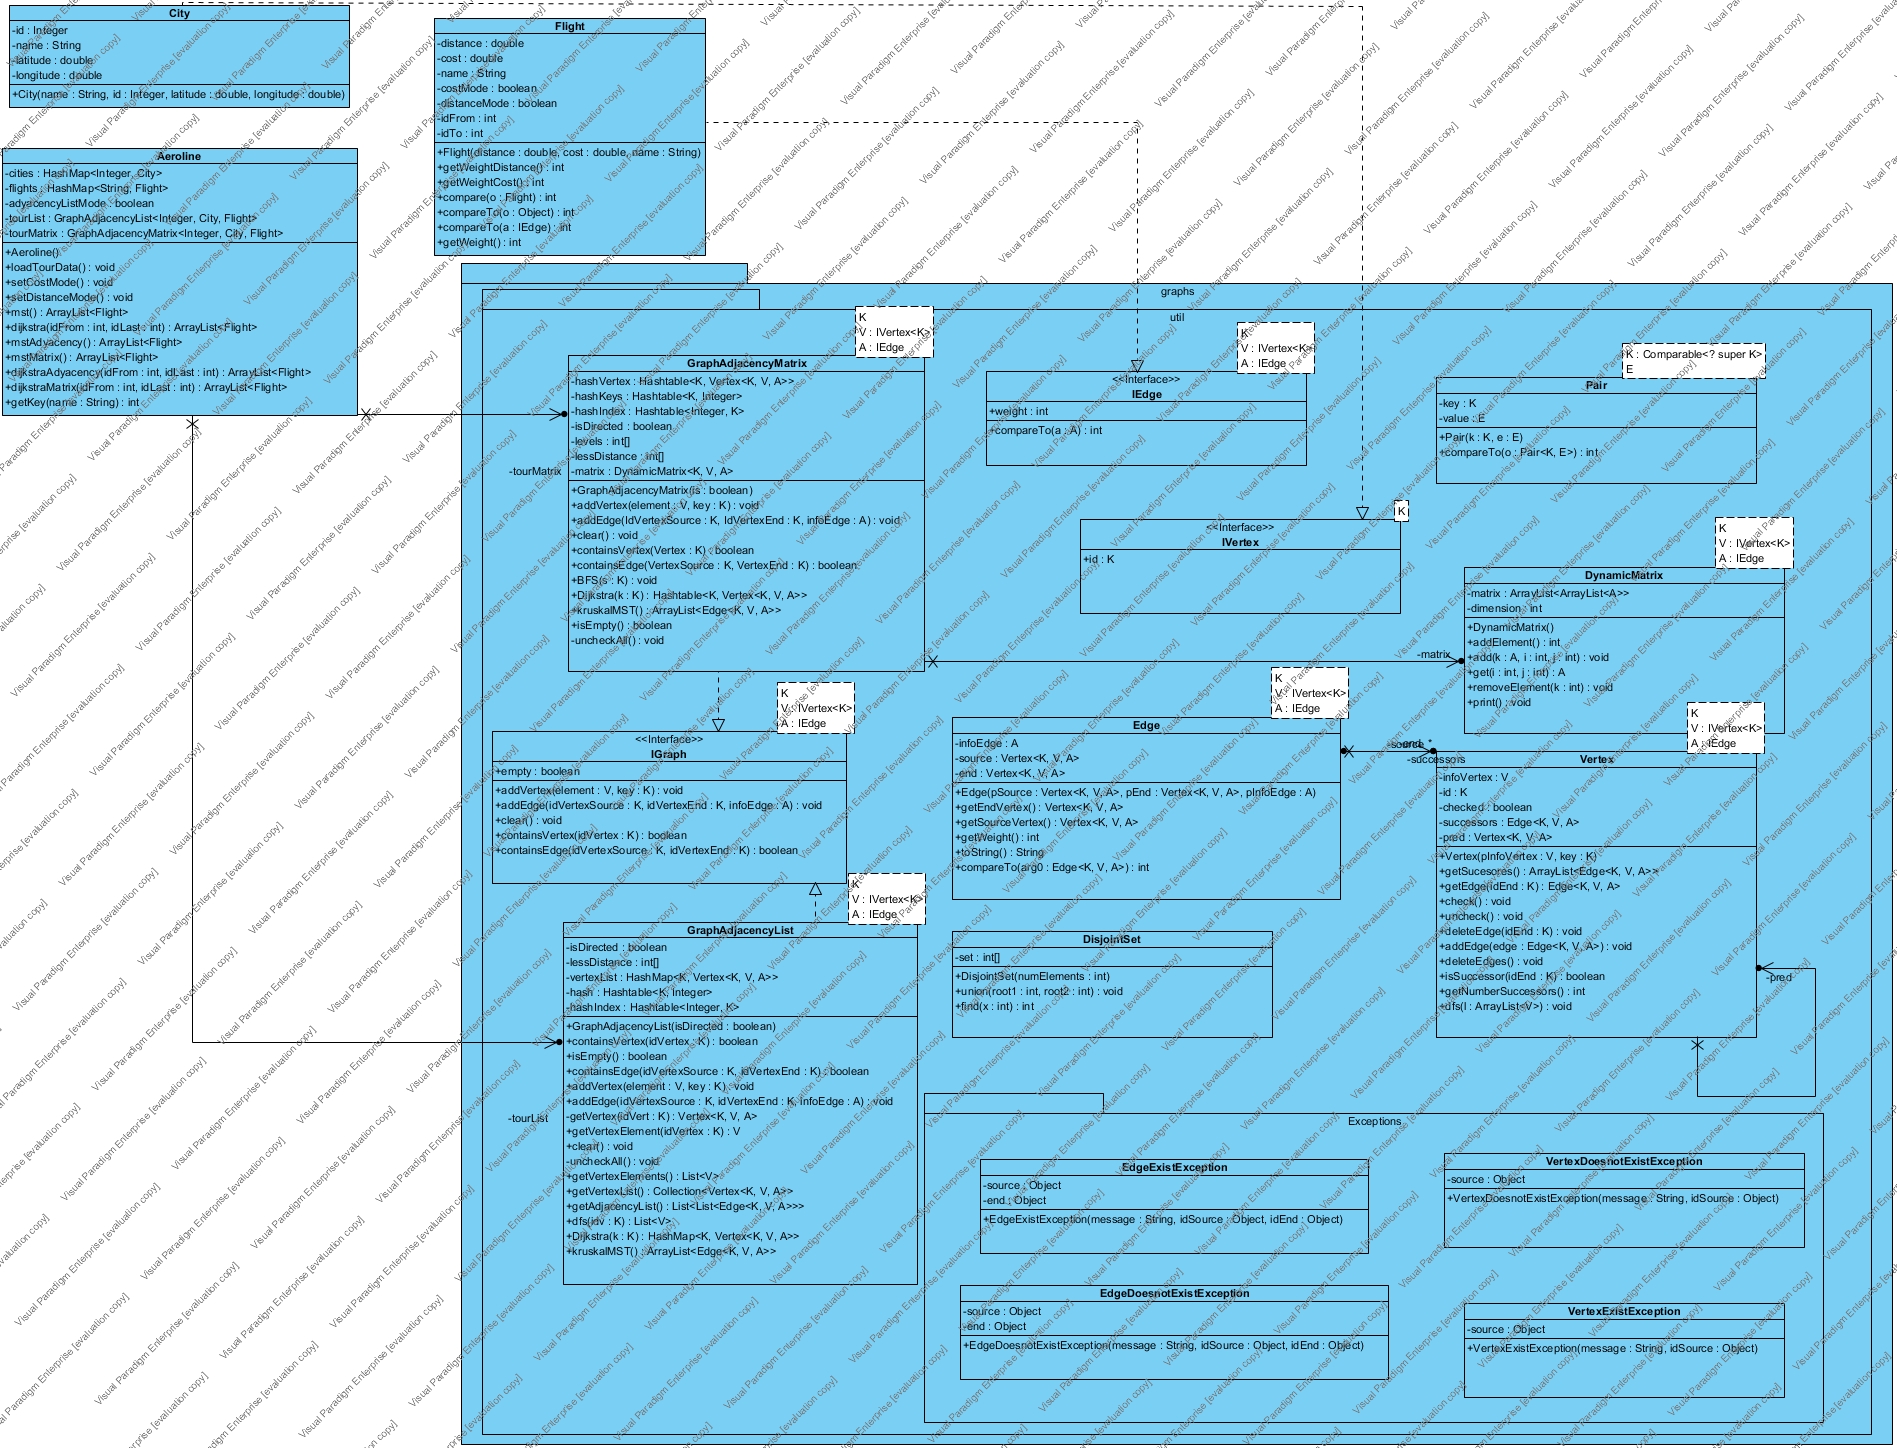 City
-id : Integer
-name : String
-latitude : double
-longitude : double
+City(name : String, id : Integer, latitude : double, longitude : double)
Flight
-distance : double
-cost : double
-name : String
-costMode : boolean
-distanceMode : boolean
-idFrom : int
-idTo : int
+Flight(distance : double, cost : double, name : String)
+getWeightDistance() : int
+getWeightCost() : int
+compare(o : Flight) : int
+compareTo(o : Object) : int
+compareTo(a : IEdge) : int
+getWeight() : int
Aeroline
-cities : HashMap<Integer, City>
-flights : HashMap<String, Flight>
-adyacencyListMode : boolean
-tourList : GraphAdjacencyList<Integer, City, Flight>
-tourMatrix : GraphAdjacencyMatrix<Integer, City, Flight>
+Aeroline()
+loadTourData() : void
+setCostMode() : void
+setDistanceMode() : void
+mst() : ArrayList<Flight>
+dijkstra(idFrom : int, idLast : int) : ArrayList<Flight>
+mstAdyacency() : ArrayList<Flight>
+mstMatrix() : ArrayList<Flight>
+dijkstraAdyacency(idFrom : int, idLast : int) : ArrayList<Flight>
+dijkstraMatrix(idFrom : int, idLast : int) : ArrayList<Flight>
+getKey(name : String) : int
graphs
util
K
V : IVertex<K>
A : IEdge
GraphAdjacencyMatrix
-hashVertex : Hashtable<K, Vertex<K, V, A>>
-hashKeys : Hashtable<K, Integer>
-hashIndex : Hashtable<Integer, K>
-isDirected : boolean
-levels : int[]
-lessDistance : int[]
-matrix : DynamicMatrix<K, V, A>
+GraphAdjacencyMatrix(is : boolean)
+addVertex(element : V, key : K) : void
+addEdge(IdVertexSource : K, IdVertexEnd : K, infoEdge : A) : void
+clear() : void
+containsVertex(Vertex : K) : boolean
+containsEdge(VertexSource : K, VertexEnd : K) : boolean
+BFS(s : K) : void
+Dijkstra(k : K) : Hashtable<K, Vertex<K, V, A>>
+kruskalMST() : ArrayList<Edge<K, V, A>>
+isEmpty() : boolean
-uncheckAll() : void
-tourMatrix
K
V : IVertex<K>
A : IEdge
<<Interface>>
IEdge
+weight : int
+compareTo(a : A) : int
K : Comparable<? super K>
E
Pair
-key : K
-value : E
+Pair(k : K, e : E)
+compareTo(o : Pair<K, E>) : int
K
<<Interface>>
IVertex
+id : K
K
V : IVertex<K>
A : IEdge
DynamicMatrix
-matrix : ArrayList<ArrayList<A>>
-dimension : int
+DynamicMatrix()
+addElement() : int
+add(k : A, i : int, j : int) : void
+get(i : int, j : int) : A
+removeElement(k : int) : void
+print() : void
-matrix
K
V : IVertex<K>
A : IEdge
<<Interface>>
IGraph
+empty : boolean
+addVertex(element : V, key : K) : void
+addEdge(idVertexSource : K, idVertexEnd : K, infoEdge : A) : void
+clear() : void
+containsVertex(idVertex : K) : boolean
+containsEdge(idVertexSource : K, idVertexEnd : K) : boolean
K
V : IVertex<K>
A : IEdge
Edge
-infoEdge : A
-source : Vertex<K, V, A>
-end : Vertex<K, V, A>
+Edge(pSource : Vertex<K, V, A>, pEnd : Vertex<K, V, A>, pInfoEdge : A)
+getEndVertex() : Vertex<K, V, A>
+getSourceVertex() : Vertex<K, V, A>
+getWeight() : int
+toString() : String
+compareTo(arg0 : Edge<K, V, A>) : int
*
-successors
K
V : IVertex<K>
A : IEdge
Vertex
-infoVertex : V
-id : K
-checked : boolean
-successors : Edge<K, V, A>
-pred : Vertex<K, V, A>
+Vertex(pInfoVertex : V, key : K)
+getSucesores() : ArrayList<Edge<K, V, A>>
+getEdge(idEnd : K) : Edge<K, V, A>
+check() : void
+uncheck() : void
+deleteEdge(idEnd : K) : void
+addEdge(edge : Edge<K, V, A>) : void
+deleteEdges() : void
+isSuccessor(idEnd : K) : boolean
+getNumberSuccessors() : int
+dfs(l : ArrayList<V>) : void
-pred
K
V : IVertex<K>
A : IEdge
GraphAdjacencyList
-isDirected : boolean
-lessDistance : int[]
-vertexList : HashMap<K, Vertex<K, V, A>>
-hash : Hashtable<K, Integer>
-hashIndex : Hashtable<Integer, K>
+GraphAdjacencyList(isDirected : boolean)
+containsVertex(idVertex : K) : boolean
+isEmpty() : boolean
+containsEdge(idVertexSource : K, idVertexEnd : K) : boolean
+addVertex(element : V, key : K) : void
+addEdge(idVertexSource : K, idVertexEnd : K, infoEdge : A) : void
-getVertex(idVert : K) : Vertex<K, V, A>
+getVertexElement(idVertex : K) : V
+clear() : void
-uncheckAll() : void
+getVertexElements() : List<V>
+getVertexList() : Collection<Vertex<K, V, A>>
+getAdjacencyList() : List<List<Edge<K, V, A>>>
+dfs(idv : K) : List<V>
+Dijkstra(k : K) : HashMap<K, Vertex<K, V, A>>
+kruskalMST() : ArrayList<Edge<K, V, A>>
-tourList
DisjointSet
-set : int[]
+DisjointSet(numElements : int)
+union(root1 : int, root2 : int) : void
+find(x : int) : int
Exceptions
EdgeExistException
-source : Object
-end : Object
+EdgeExistException(message : String, idSource : Object, idEnd : Object)
VertexDoesnotExistException
-source : Object
+VertexDoesnotExistException(message : String, idSource : Object)
EdgeDoesnotExistException
-source : Object
-end : Object
+EdgeDoesnotExistException(message : String, idSource : Object, idEnd : Object)
VertexExistException
-source : Object
+VertexExistException(message : String, idSource : Object)
Visual Paradigm Enterprise [evaluation copy]